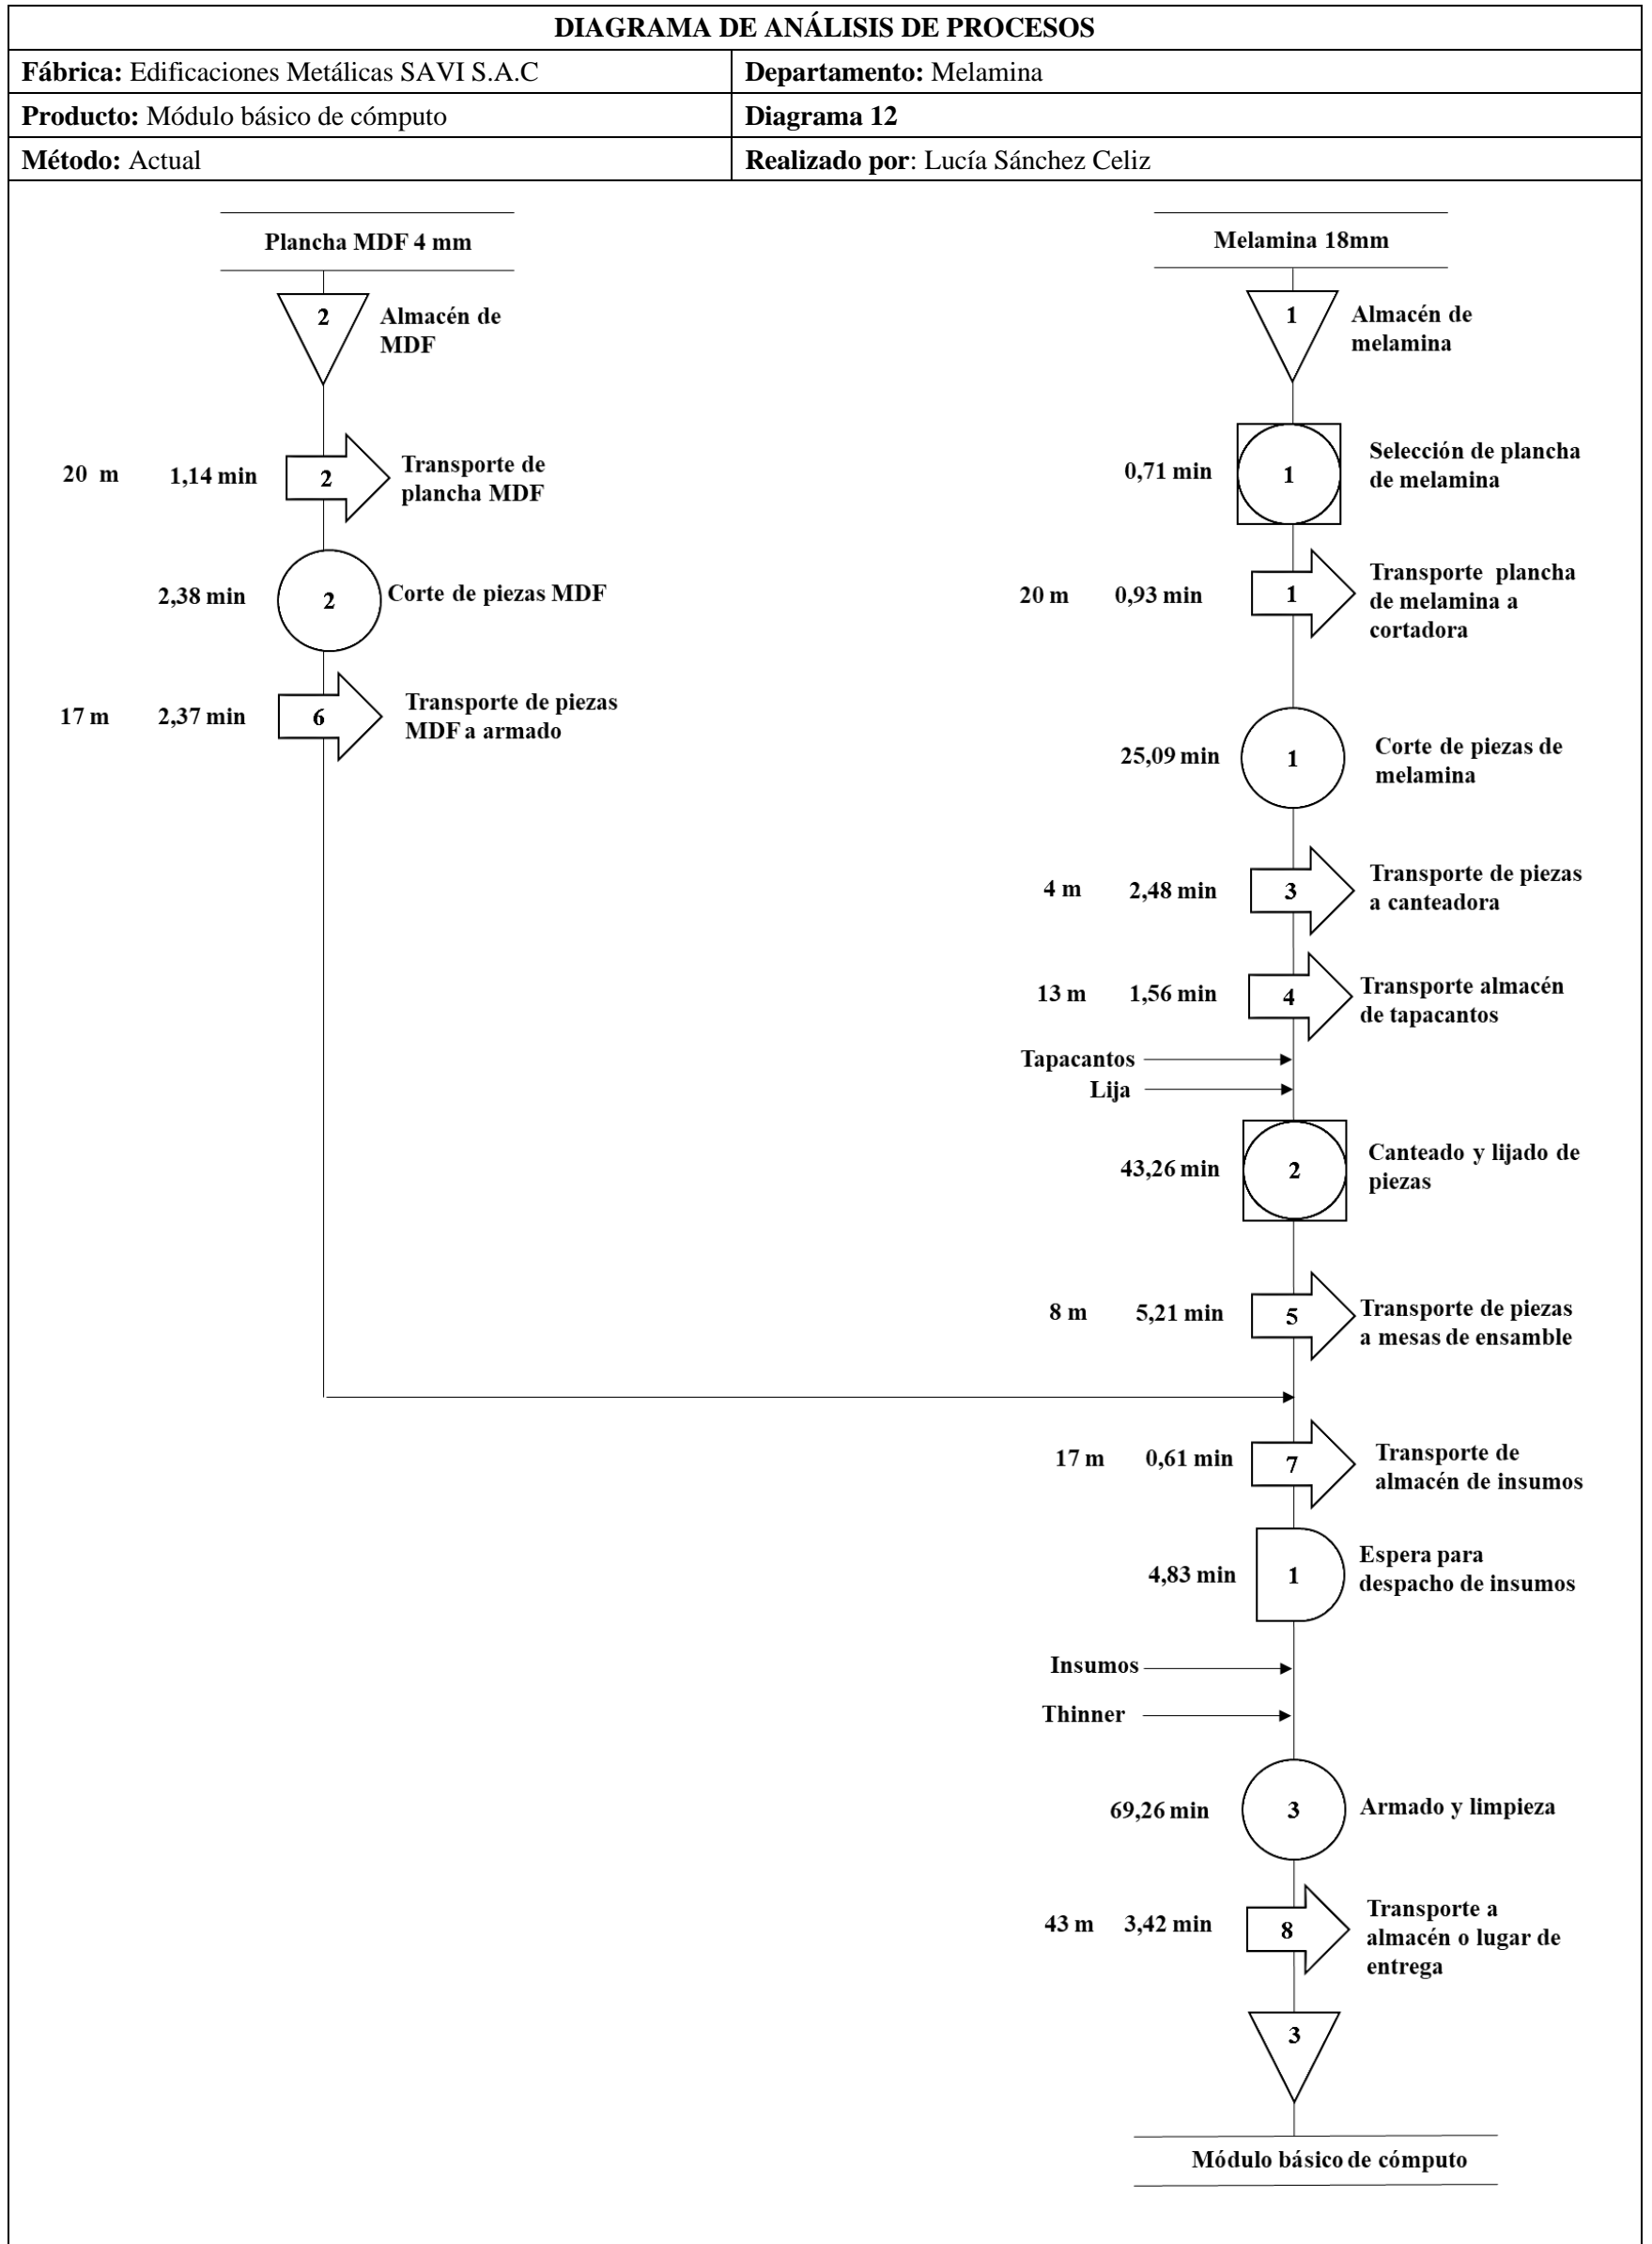 DIAGRAMA DE ANÁLISIS DE PROCESOS
Fábrica: Edificaciones Metálicas SAVI S.A.C
Departamento: Melamina
Producto: Módulo básico de cómputo
Diagrama 12
Método: Actual
Realizado por: Lucía Sánchez Celiz
Plancha MDF 4 mm
2
Almacén de
MDF
20 m 1,14 min
2
Transporte de
plancha MDF
2,38 min
2
Corte de piezas MDF
17 m 2,37 min
6
Transporte de piezas
MDF a armado
Melamina 18mm
1
Almacén de
melamina
0,71 min
1
Selección de plancha
de melamina
20 m 0,93 min
1
Transporte plancha
de melamina a
cortadora
25,09 min
1
Corte de piezas de
melamina
4 m 2,48 min
3
Transporte de piezas
a canteadora
13 m 1,56 min
4
Transporte almacén
de tapacantos
Tapacantos
Lija
43,26 min
2
Canteado y lijado de
piezas
8 m 5,21 min
5
Transporte de piezas
a mesas de ensamble
17 m 0,61 min
7
Transporte de
almacén de insumos
4,83 min
1
Espera para
despacho de insumos
Insumos
Thinner
69,26 min
3
Armado y limpieza
43 m 3,42 min
8
Transporte a
almacén o lugar de
entrega
3
Módulo básico de cómputo